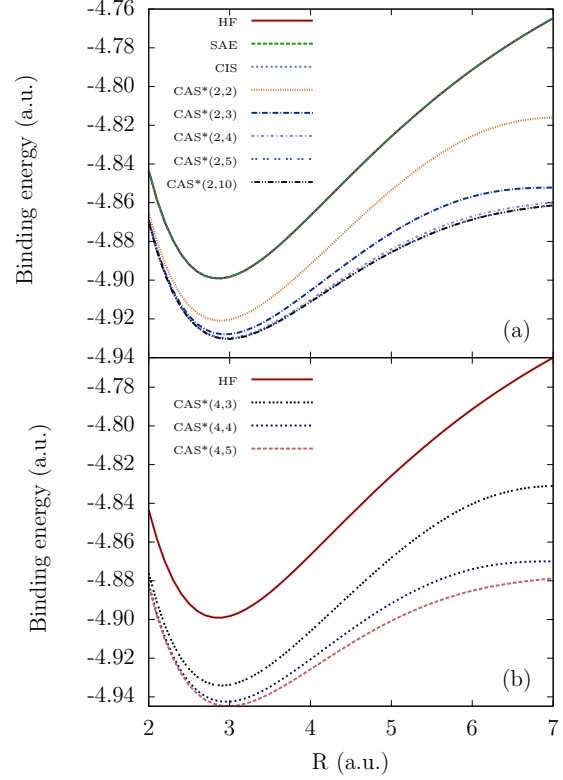 -4.76
-4.78
-4.80
-4.82
-4.84
-4.86
-4.88
-4.90
-4.92
-4.94
Binding energy (a.u.)
HF
SAE
CIS
CAS*(2,2)
CAS*(2,3)
CAS*(2,4)
CAS*(2,5)
CAS*(2,10)
(a)
-4.78
-4.80
-4.82
-4.84
-4.86
-4.88
-4.90
-4.92
-4.94
Binding energy (a.u.)
HF
CAS*(4,3)
CAS*(4,4)
CAS*(4,5)
(b)
2 3 4 5 6 7
R (a.u.)